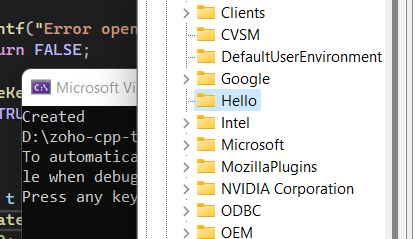 ntf("Error open
urn FALSE;
eKe
TRU
t
ate
Microsoft Vi
Created
D:\zoho-cpp-t
To automatica
le when debug
Press any key
Clients
CVSM
DefaultUserEnvironment
Google
Hello
Intel
Microsoft
MozillaPlugins
NVIDIA Corporation
ODBC
OEM